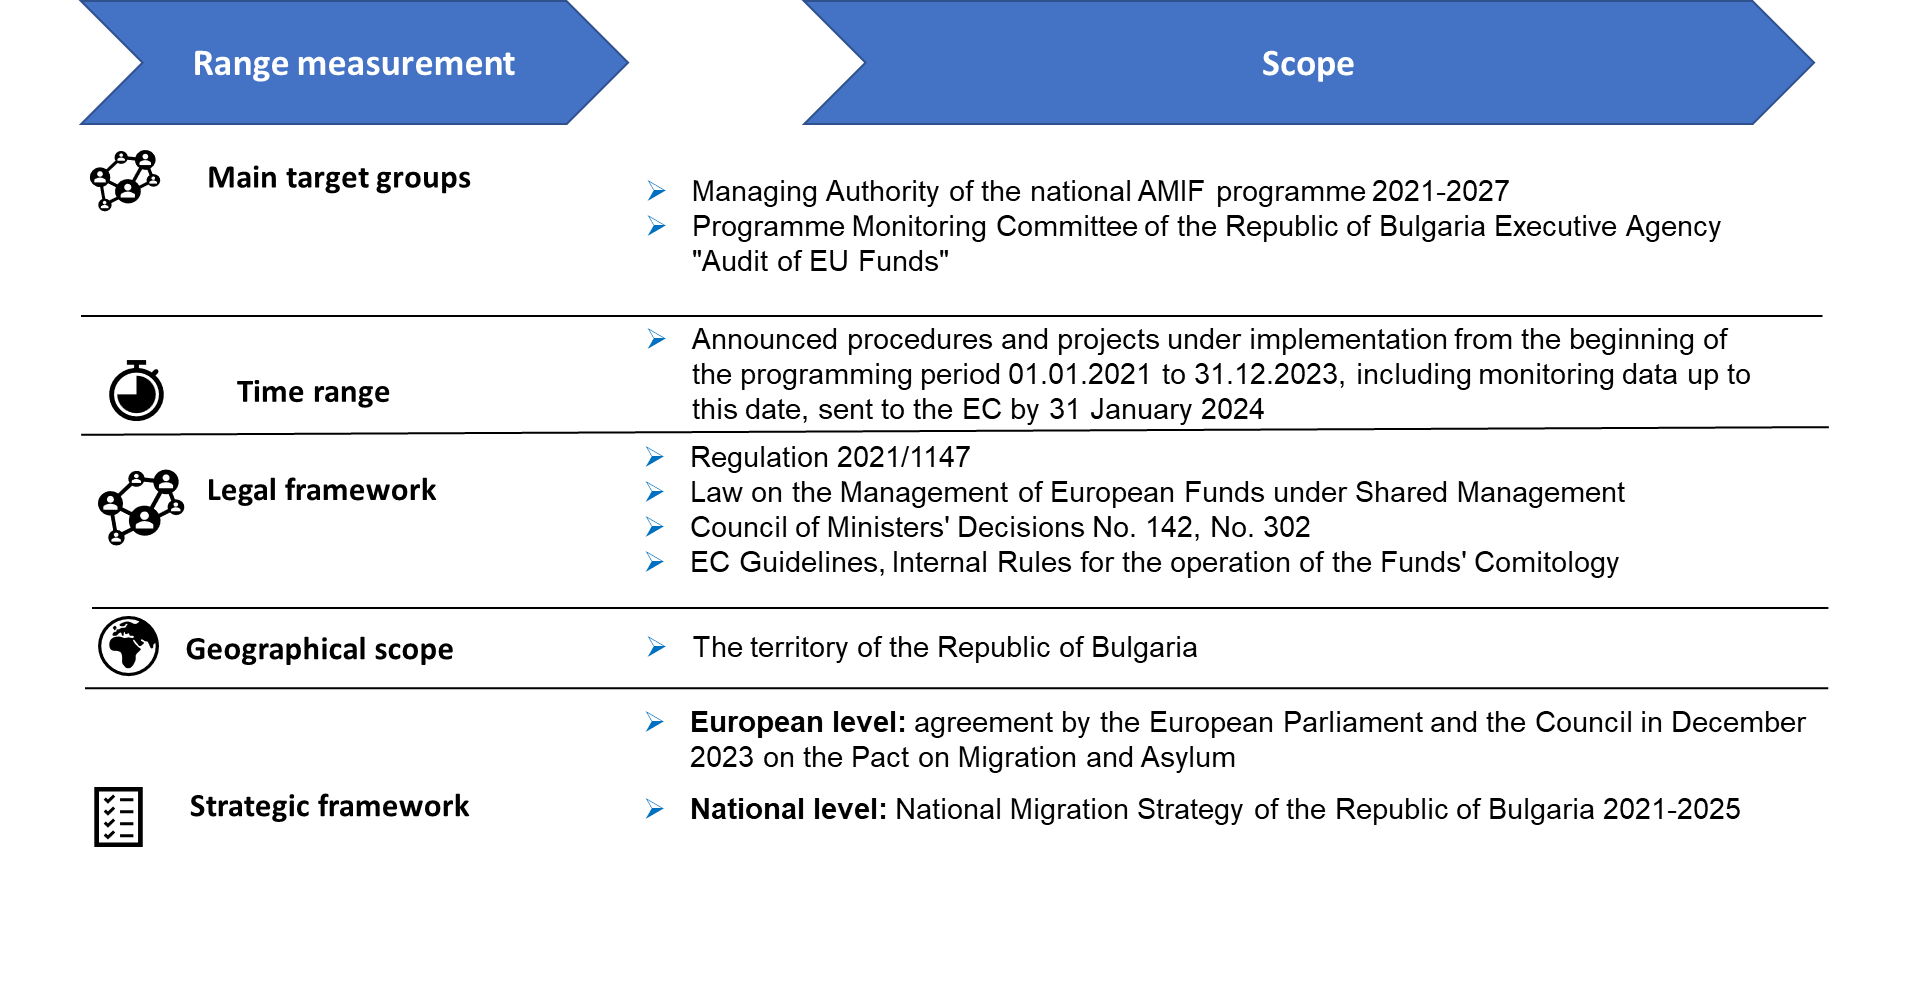 Range measurement
Scope
Main target groups
Managing Authority of the national AMIF programme 2021-2027
Programme Monitoring Committee of the Republic of Bulgaria Executive Agency
"Audit of EU Funds"
Time range
Announced procedures and projects under implementation from the beginning of
the programming period 01.01.2021 to 31.12.2023, including monitoring data up to
this date, sent to the EC by 31 January 2024
Legal framework
Regulation 2021/1147
Law on the Management of European Funds under Shared Management
Council of Ministers' Decisions No. 142, No. 302
EC Guidelines, Internal Rules for the operation of the Funds' Comitology
Geographical scope
The territory of the Republic of Bulgaria
Strategic framework
European level: agreement by the European Parliament and the Council in December
2023 on the Pact on Migration and Asylum
National level: National Migration Strategy of the Republic of Bulgaria 2021-2025